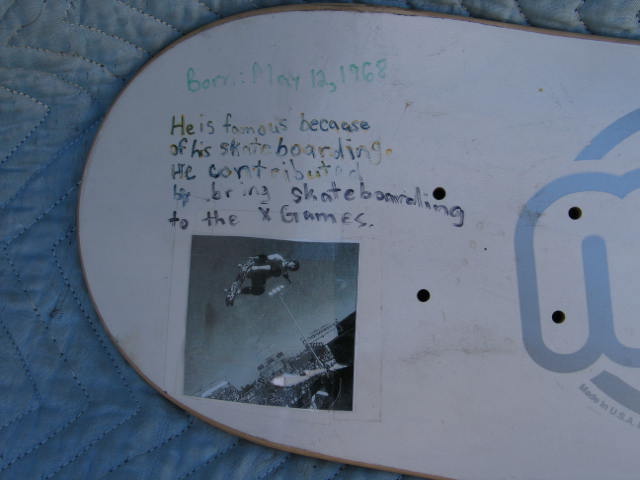 Born: May 12, 1968
He is famous because
of his skateboarding.
He contributed
by bring skateboarding
to the X Games.
Made in U.S.A.